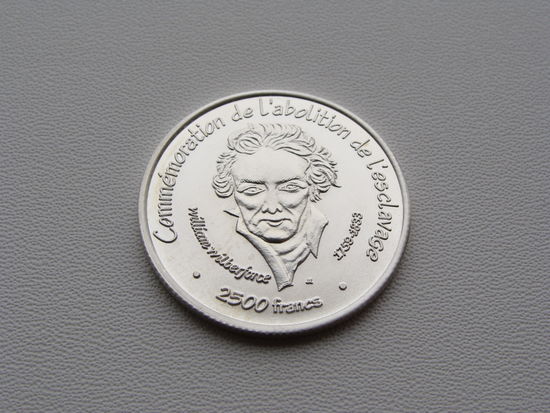 Commémoration de l'abolition de l'esclavage
William Wilberforce
1759-1833
2500 francs